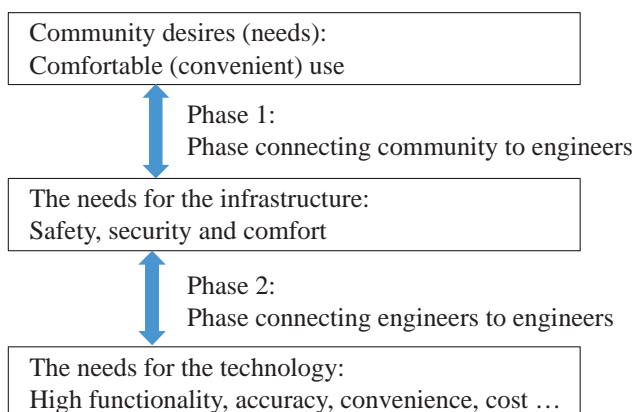 Community desires (needs):
Comfortable (convenient) use
Phase 1:
Phase connecting community to engineers
The needs for the infrastructure:
Safety, security and comfort
Phase 2:
Phase connecting engineers to engineers
The needs for the technology:
High functionality, accuracy, convenience, cost …